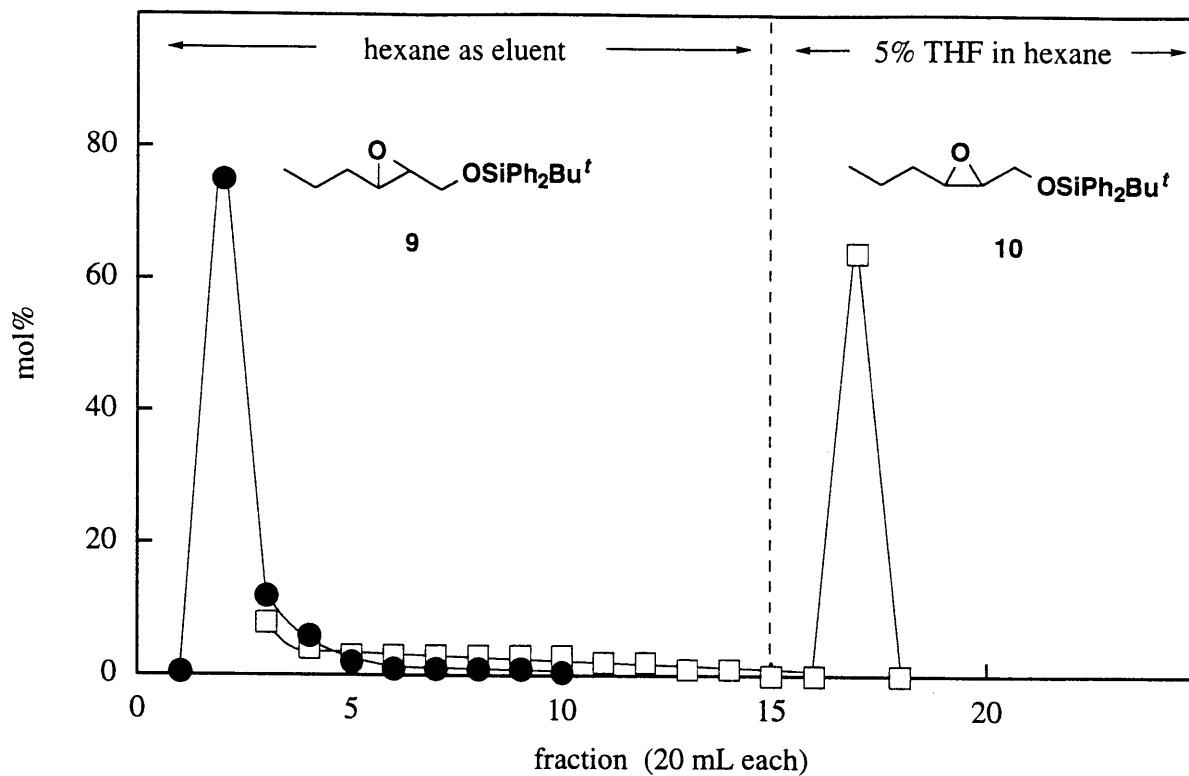 hexane as eluent
5% THF in hexane
80
60
40
20
0
mol%
O
OSiPh₂Buᵗ
9
O
OSiPh₂Buᵗ
10
0 5 10 15 20
fraction (20 mL each)